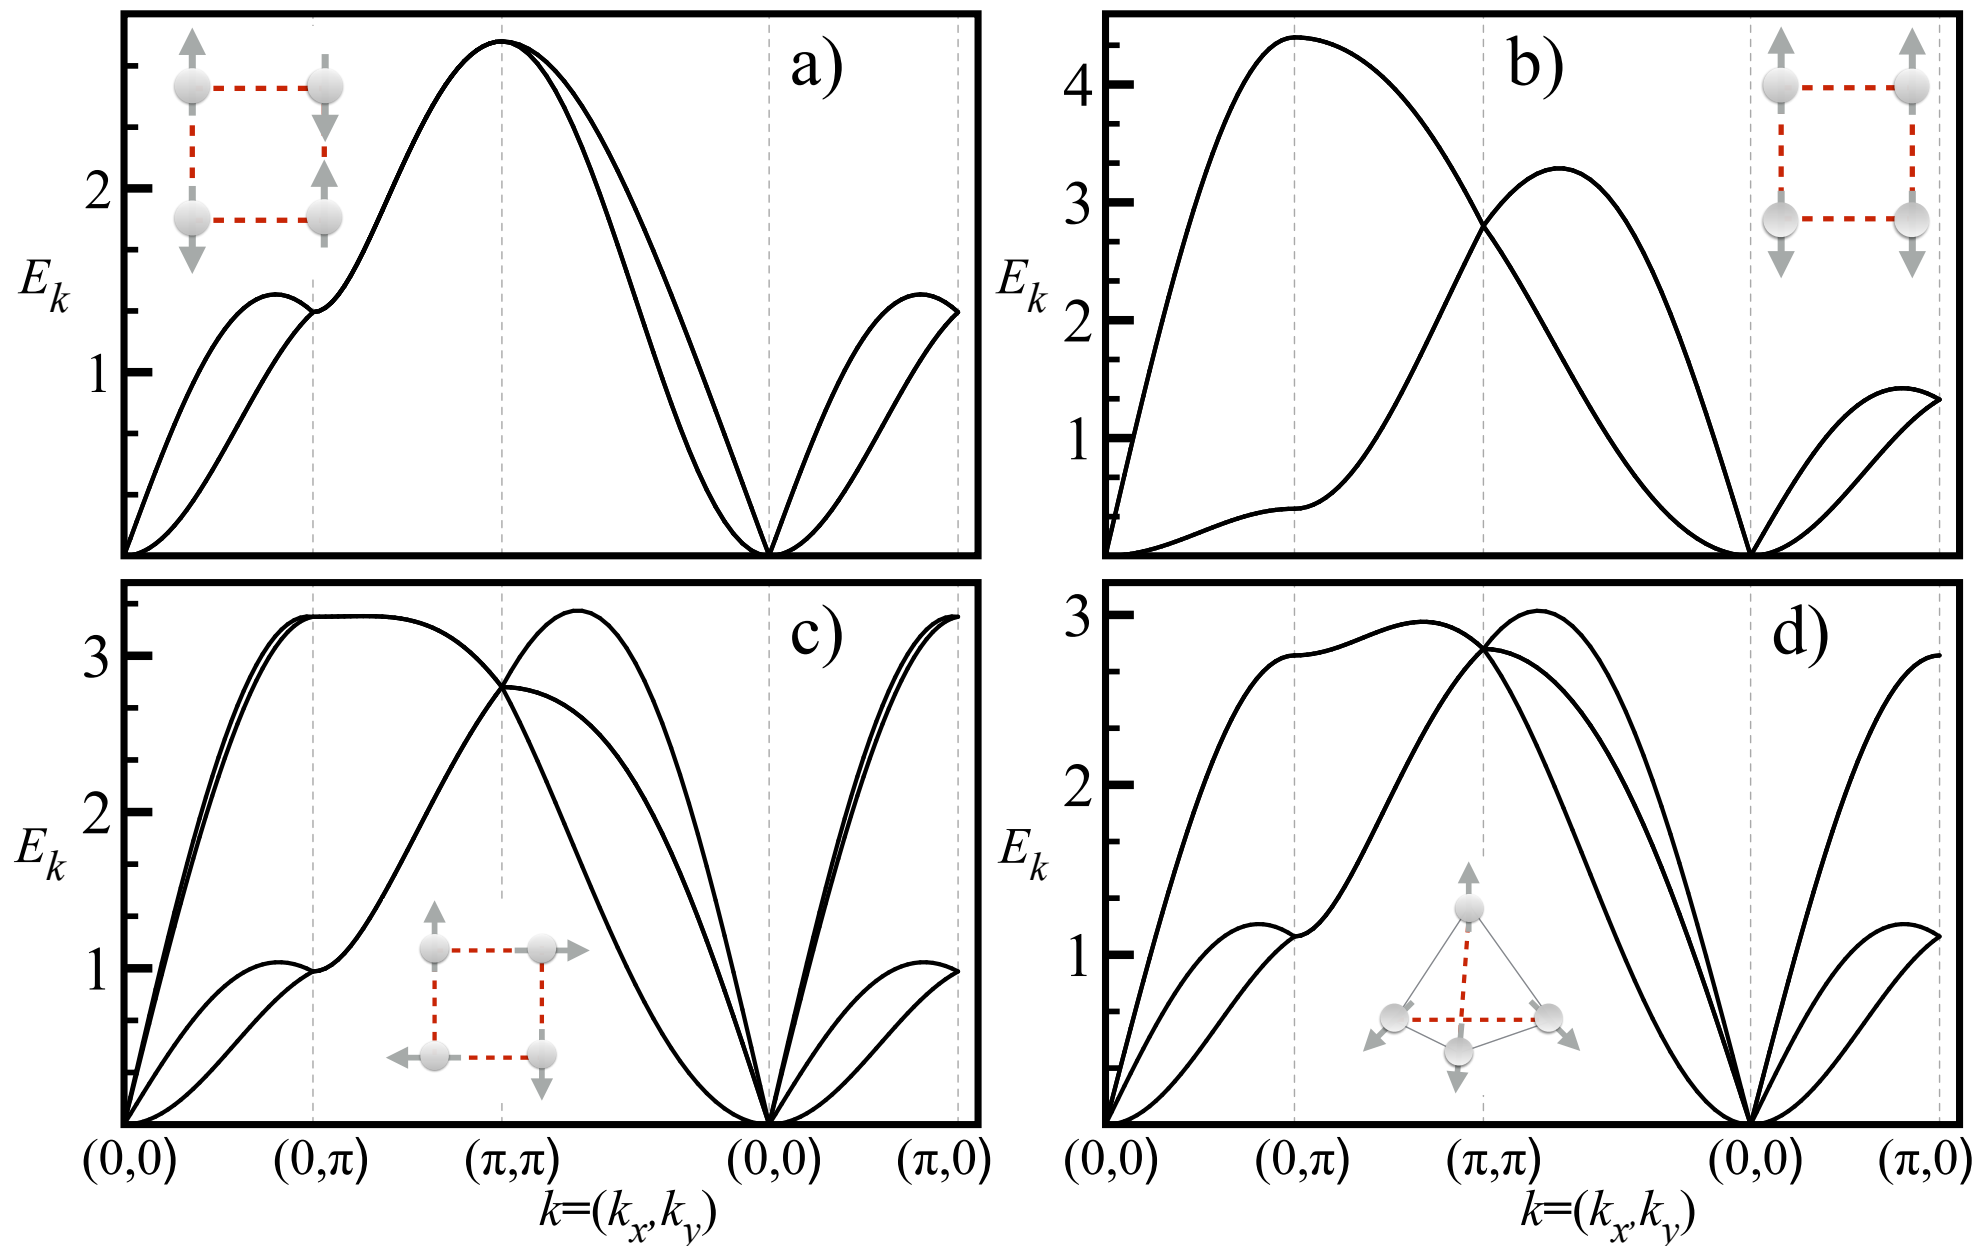 a)
2
1
E_k
b)
4
3
2
1
E_k
c)
3
2
1
E_k
(0,0) (0,π) (π,π) (0,0) (π,0)
k=(k_x,k_y)
d)
3
2
1
E_k
(0,0) (0,π) (π,π) (0,0) (π,0)
k=(k_x,k_y)